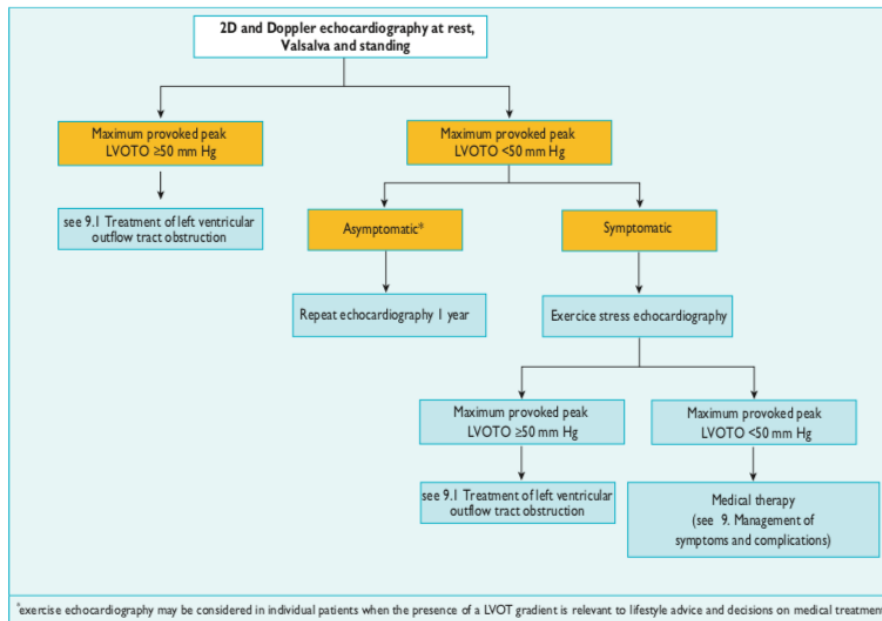 2D and Doppler echocardiography at rest,
Valsalva and standing
Maximum provoked peak
LVOTO ≥50 mm Hg
Maximum provoked peak
LVOTO <50 mm Hg
see 9.1 Treatment of left ventricular
outflow tract obstruction
Asymptomatic*
Symptomatic
Repeat echocardiography 1 year
Exercice stress echocardiography
Maximum provoked peak
LVOTO ≥50 mm Hg
Maximum provoked peak
LVOTO <50 mm Hg
see 9.1 Treatment of left ventricular
outflow tract obstruction
Medical therapy
(see 9. Management of
symptoms and complications)
*exercise echocardiography may be considered in individual patients when the presence of a LVOT gradient is relevant to lifestyle advice and decisions on medical treatment